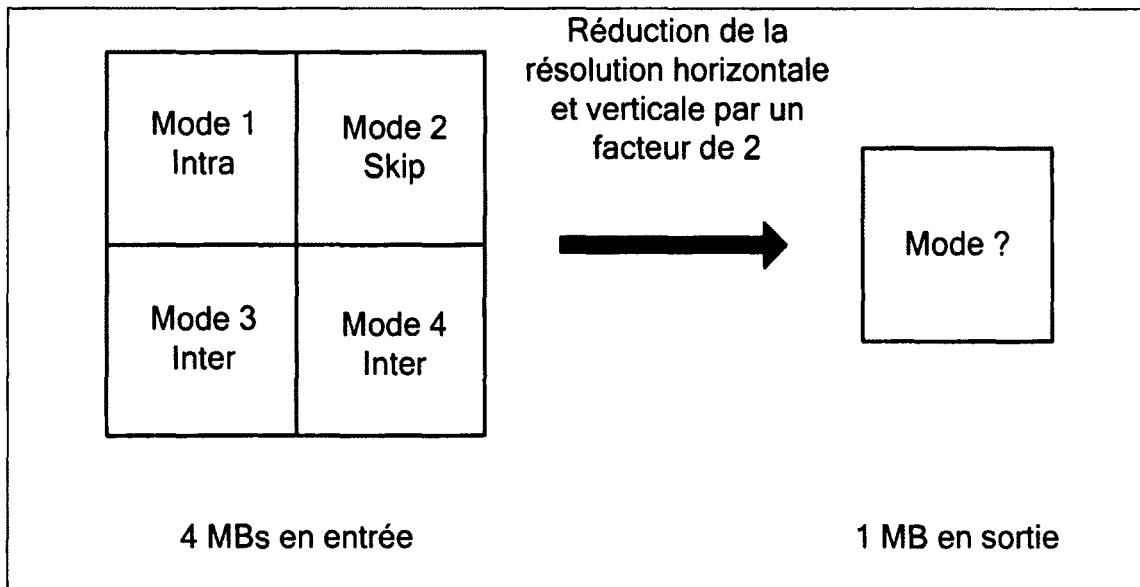 Réduction de la
résolution horizontale
et verticale par un
facteur de 2
Mode 1
Intra
Mode 2
Skip
Mode 3
Inter
Mode 4
Inter
Mode ?
4 MBs en entrée
1 MB en sortie